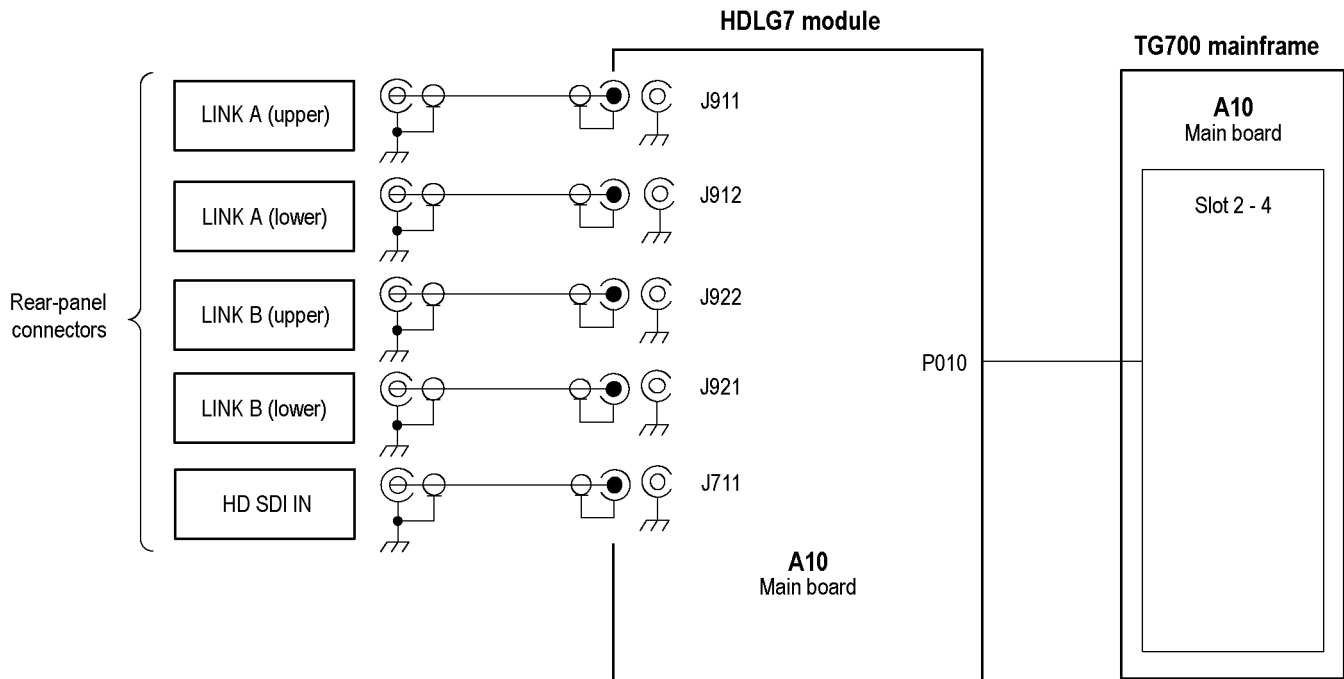 HDLG7 module
TG700 mainframe
LINK A (upper)
J911
A10
Main board
LINK A (lower)
J912
Slot 2 - 4
Rear-panel
connectors
LINK B (upper)
J922
P010
LINK B (lower)
J921
HD SDI IN
J711
A10
Main board